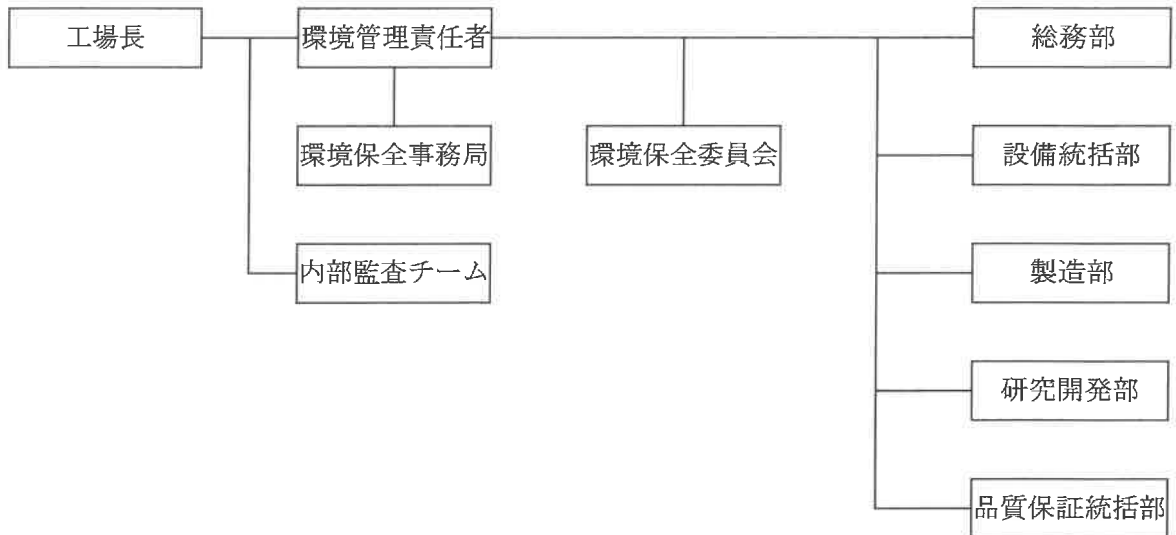 工場長
環境管理責任者
総務部
環境保全事務局
環境保全委員会
設備統括部
内部監査チーム
製造部
研究開発部
品質保証統括部